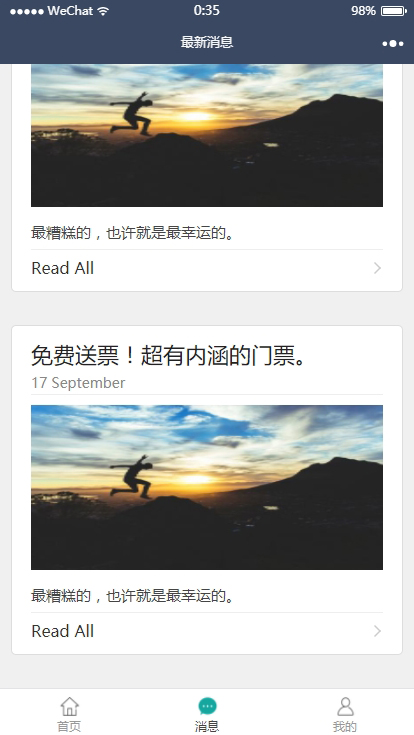 WeChat 0:35 98%
最新消息
最糟糕的，也许就是最幸运的。
Read All
免费送票！超有内涵的门票。
17 September
最糟糕的，也许就是最幸运的。
Read All
首页 消息 我的